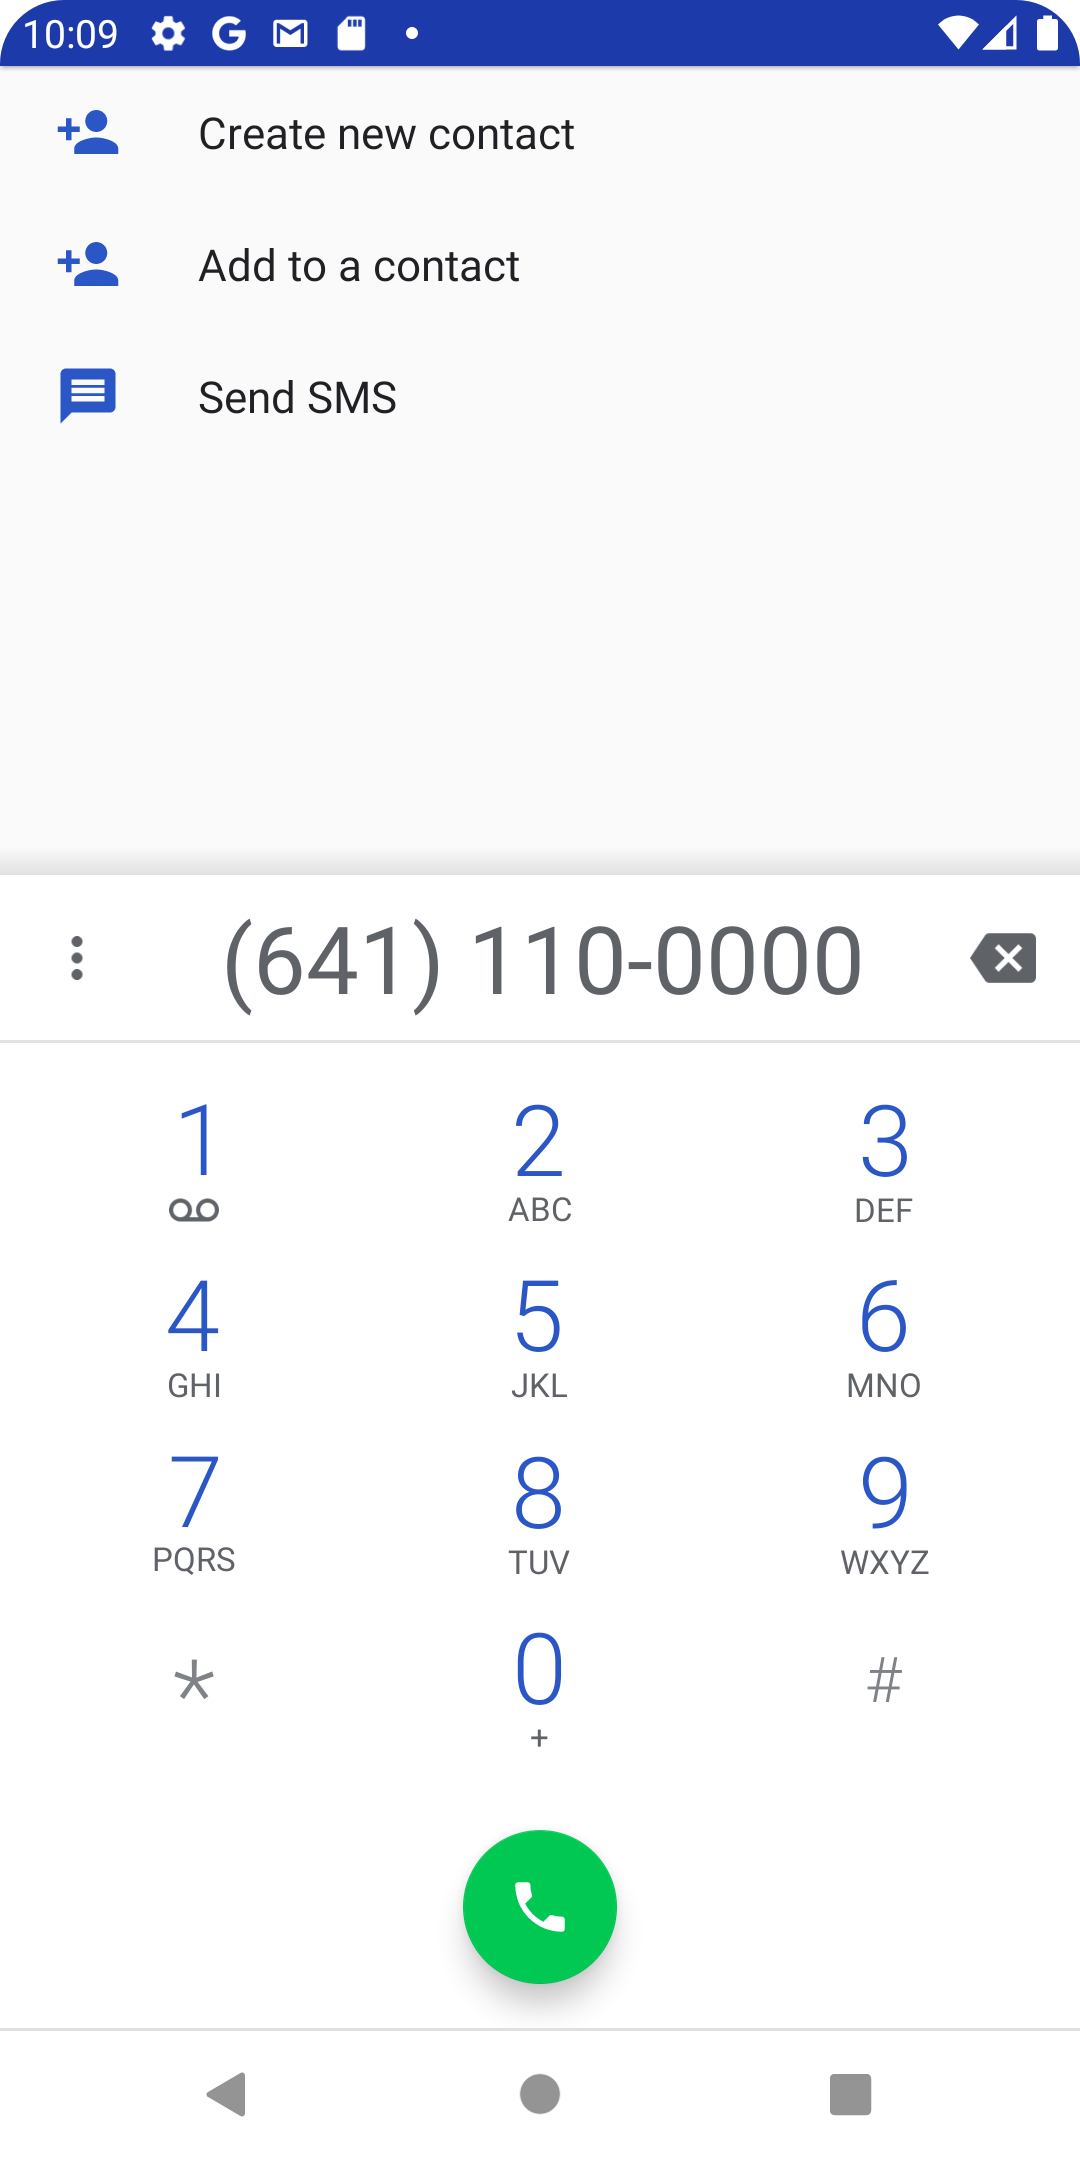 10:09
Create new contact
Add to a contact
Send SMS
(641) 110-0000
1 2 3
ABC DEF
4 5 6
GHI JKL MNO
7 8 9
PQRS TUV WXYZ
* 0 #
+